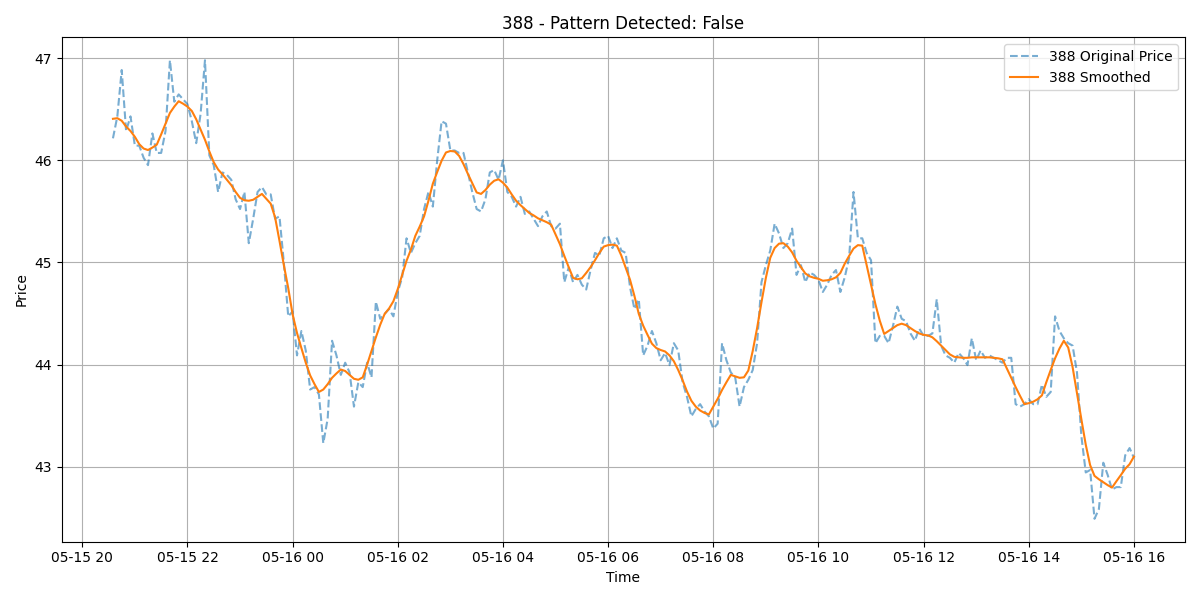 388 - Pattern Detected: False
388 Original Price
388 Smoothed
47
46
45
44
43
Price
05-15 20 05-15 22 05-16 00 05-16 02 05-16 04 05-16 06 05-16 08 05-16 10 05-16 12 05-16 14 05-16 16
Time